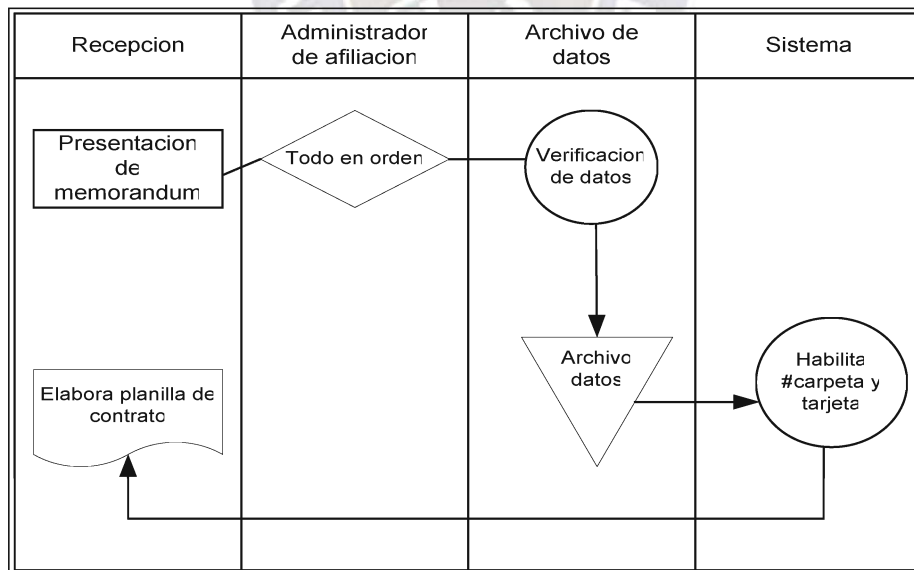 Recepcion
Administrador
de afiliacion
Archivo de
datos
Sistema
Presentacion
de
memorandum
Todo en orden
Verificacion
de datos
Archivo
datos
Habilita
#carpeta y
tarjeta
Elabora planilla de
contrato